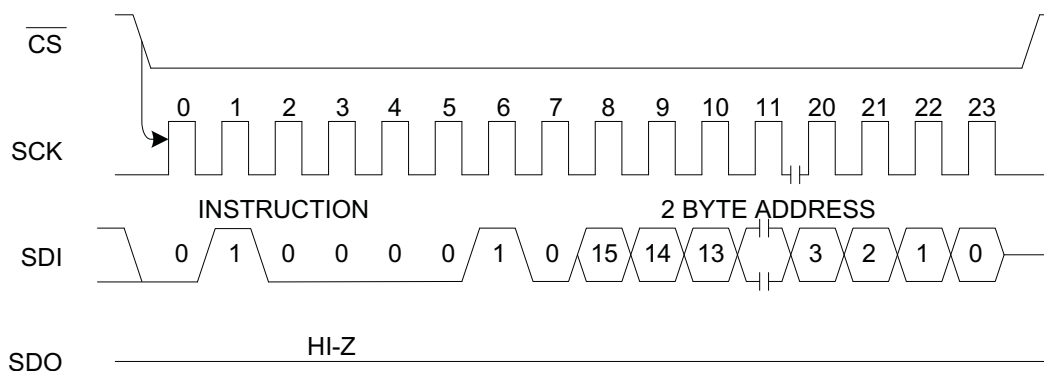 CS
0 1 2 3 4 5 6 7 8 9 10 11 20 21 22 23
SCK
INSTRUCTION 2 BYTE ADDRESS
SDI 0 1 0 0 0 0 1 0 15 14 13 3 2 1 0
HI-Z
SDO